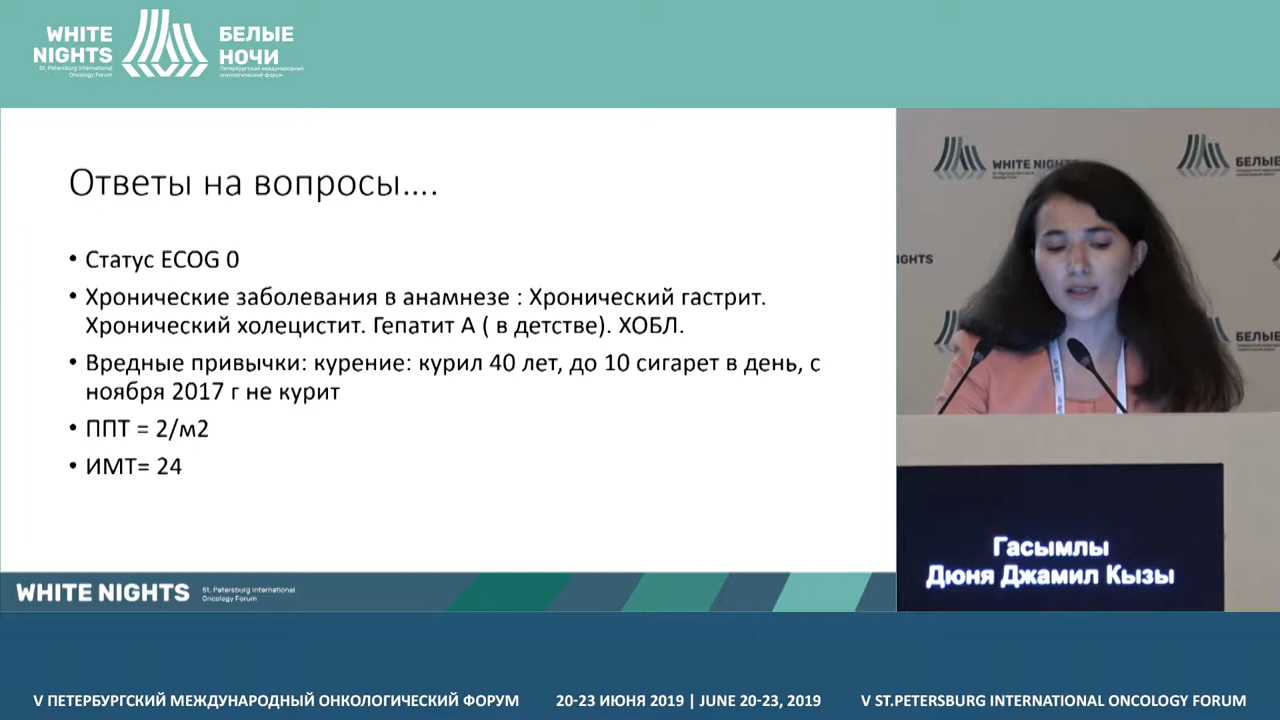 WHITE
NIGHTS
St. Petersburg International
Oncology Forum
БЕЛЫЕ
НОЧИ
Петербургский международный
онкологический форум
Ответы на вопросы....
• Статус ECOG 0
• Хронические заболевания в анамнезе : Хронический гастрит.
Хронический холецистит. Гепатит А ( в детстве). ХОБЛ.
• Вредные привычки: курение: курил 40 лет, до 10 сигарет в день, с
ноября 2017 г не курит
• ППТ = 2/м2
• ИМТ= 24
WHITE NIGHTS
St. Petersburg International
Oncology Forum
WHITE NIGHTS
БЕЛЫЕ
IGHTS
БЕЛЫЕ
Гасымлы
Дюня Джамил Кызы
V ПЕТЕРБУРГСКИЙ МЕЖДУНАРОДНЫЙ ОНКОЛОГИЧЕСКИЙ ФОРУМ
20-23 ИЮНЯ 2019 | JUNE 20-23, 2019
V ST.PETERSBURG INTERNATIONAL ONCOLOGY FORUM